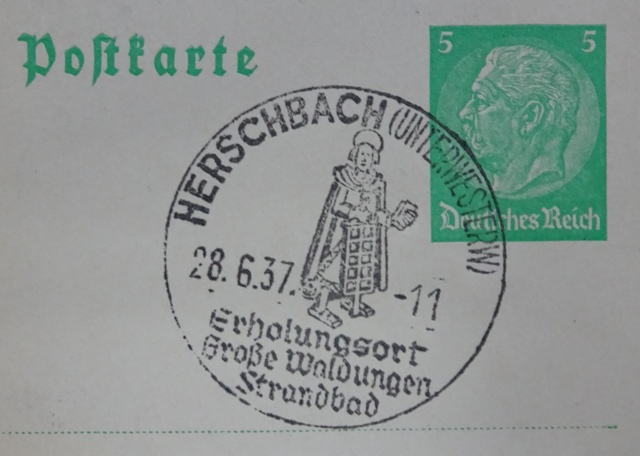 Postkarte
5 5
Deutsches Reich
HERSCHBACH (UNTERWESTERW)
28.6.37.-11
Erholungsort
Große Waldungen
Strandbad